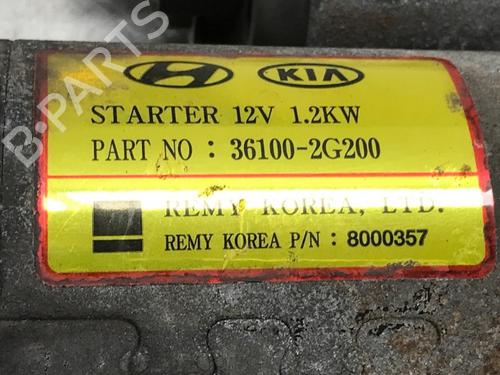 KIA
STARTER 12V 1.2KW
PART NO : 36100-2G200
REMY KOREA, LTD.
REMY KOREA P/N : 8000357
B-PARTS